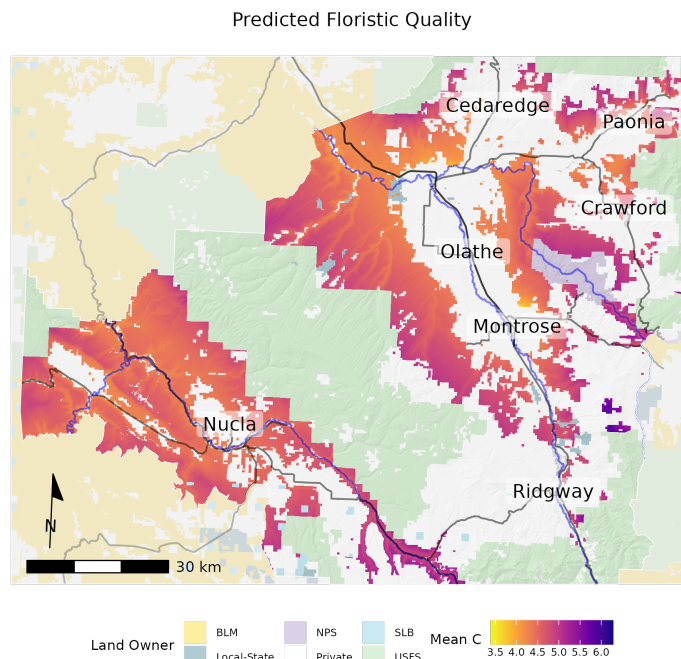 Predicted Floristic Quality
Cedaredge
Paonia
Crawford
Olathe
Montrose
Nucla
Ridgway
N
30 km
Land Owner
BLM
NPS
SLB
Local-State
Private
USFS
Mean C
3.5 4.0 4.5 5.0 5.5 6.0